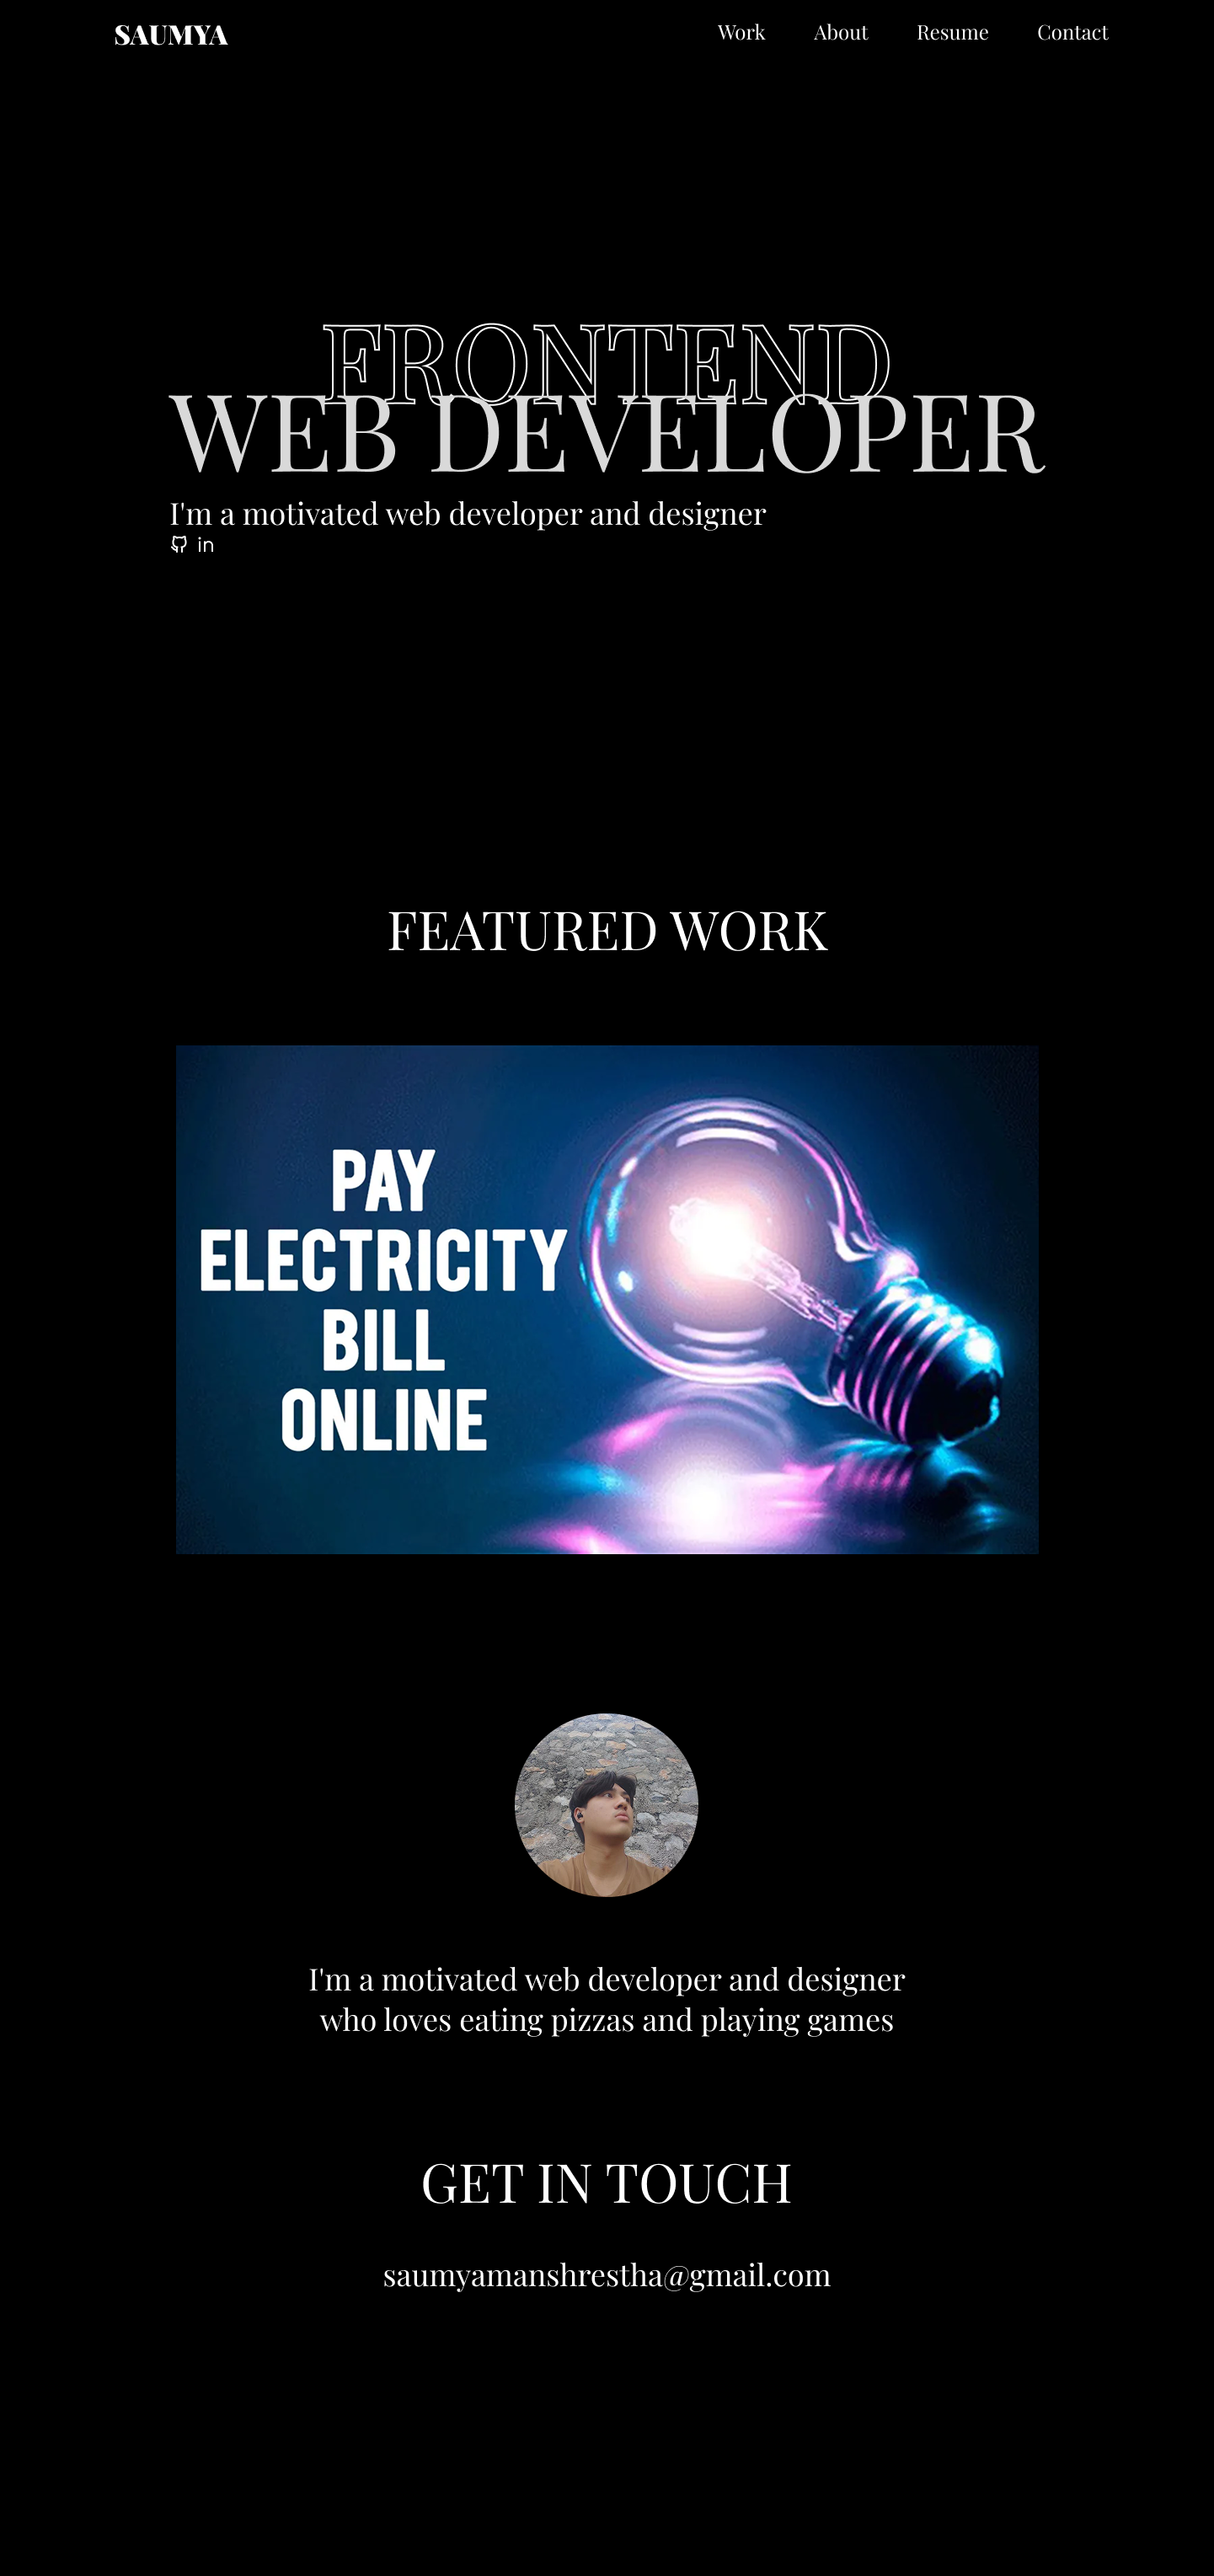 SAUMYA
Work About Resume Contact
FRONTEND
WEB DEVELOPER
I'm a motivated web developer and designer
in
FEATURED WORK
PAY
ELECTRICITY
BILL
ONLINE
I'm a motivated web developer and designer
who loves eating pizzas and playing games
GET IN TOUCH
saumyamanshrestha@gmail.com